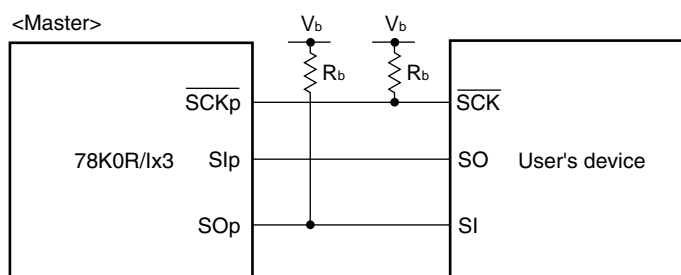 <Master>
Vb Vb
Rb Rb
SCKp SCK
78K0R/Ix3 SIp SO User's device
SOp SI